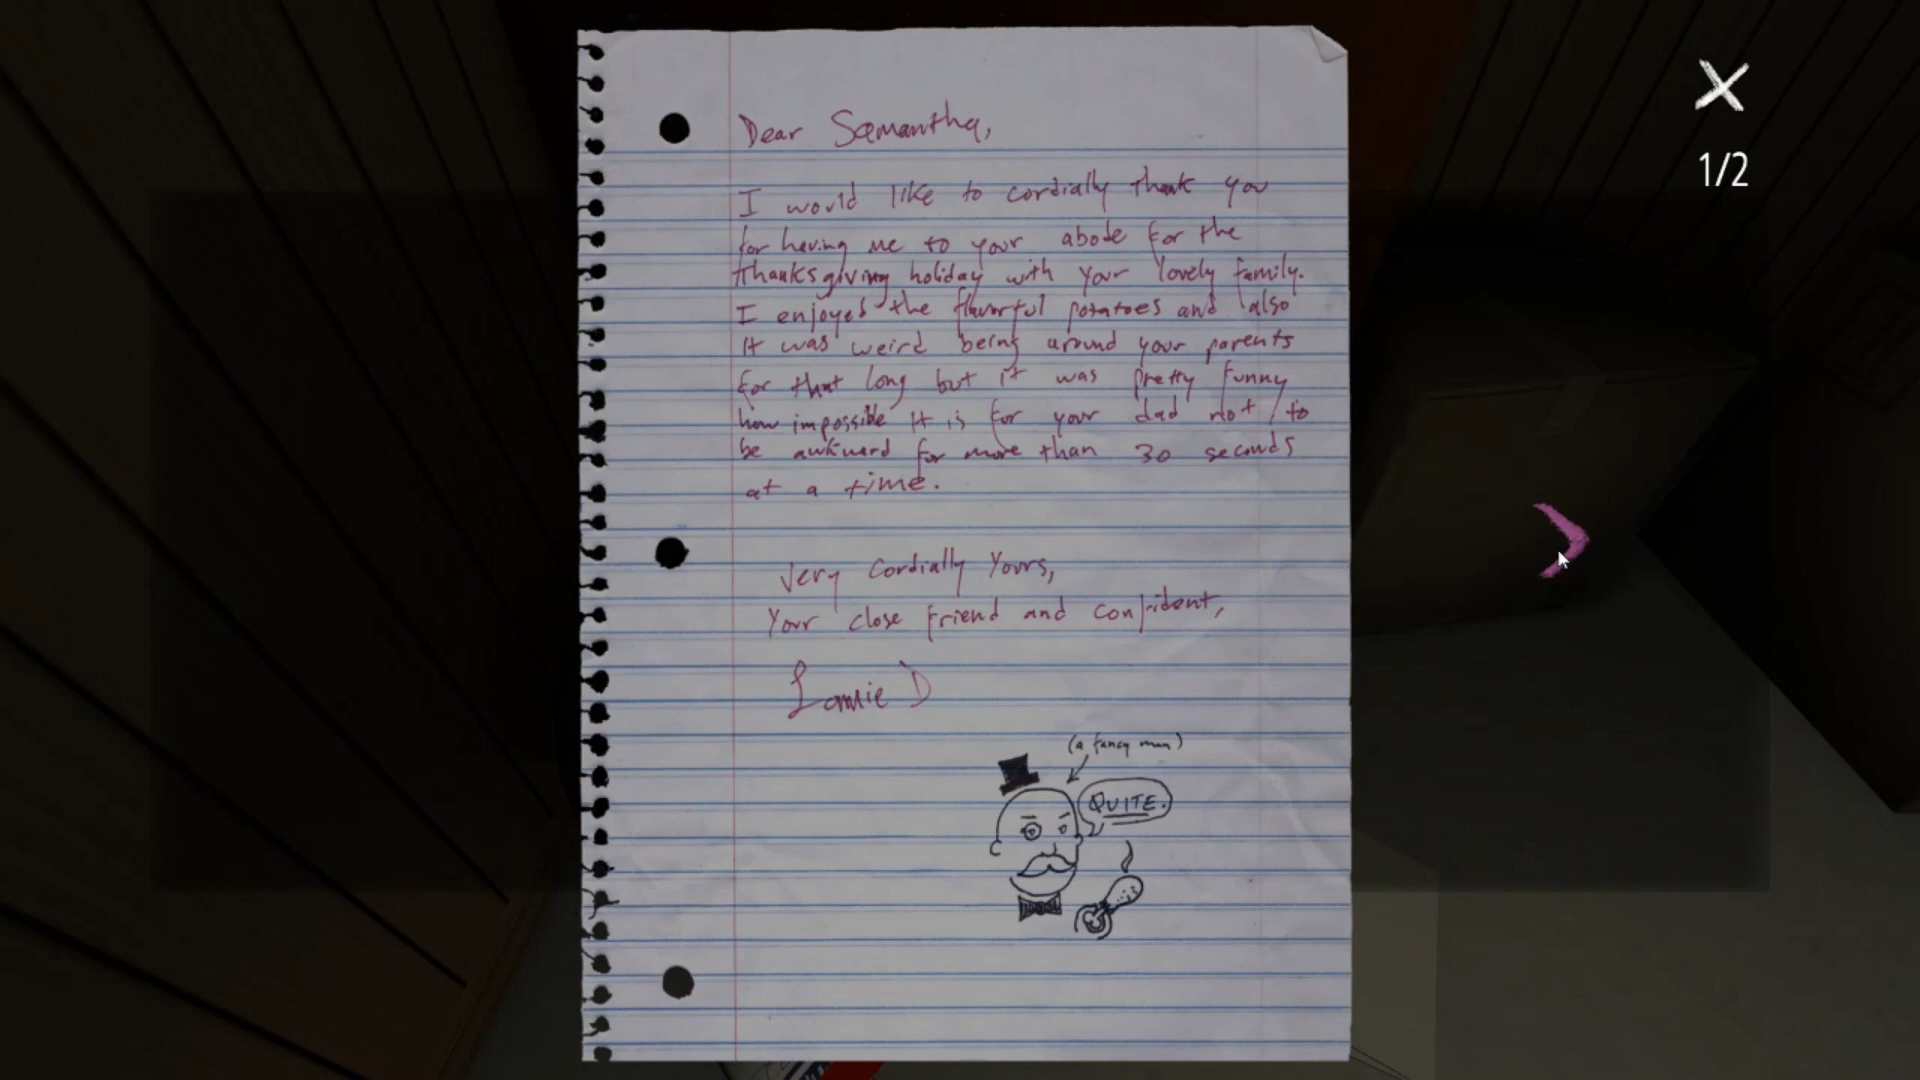 Dear Samantha,
I would like to cordially thank you
for having me to your abode for the
thanksgiving holiday with your lovely family.
I enjoyed the flavorful potatoes and also
it was weird being around your parents
for that long but it was pretty funny
how impossible it is for your dad not to
be awkward for more than 30 seconds
at a time.
Very Cordially Yours,
Your close friend and confident,
Lonnie D
(a fancy man)
QUITE.
1/2